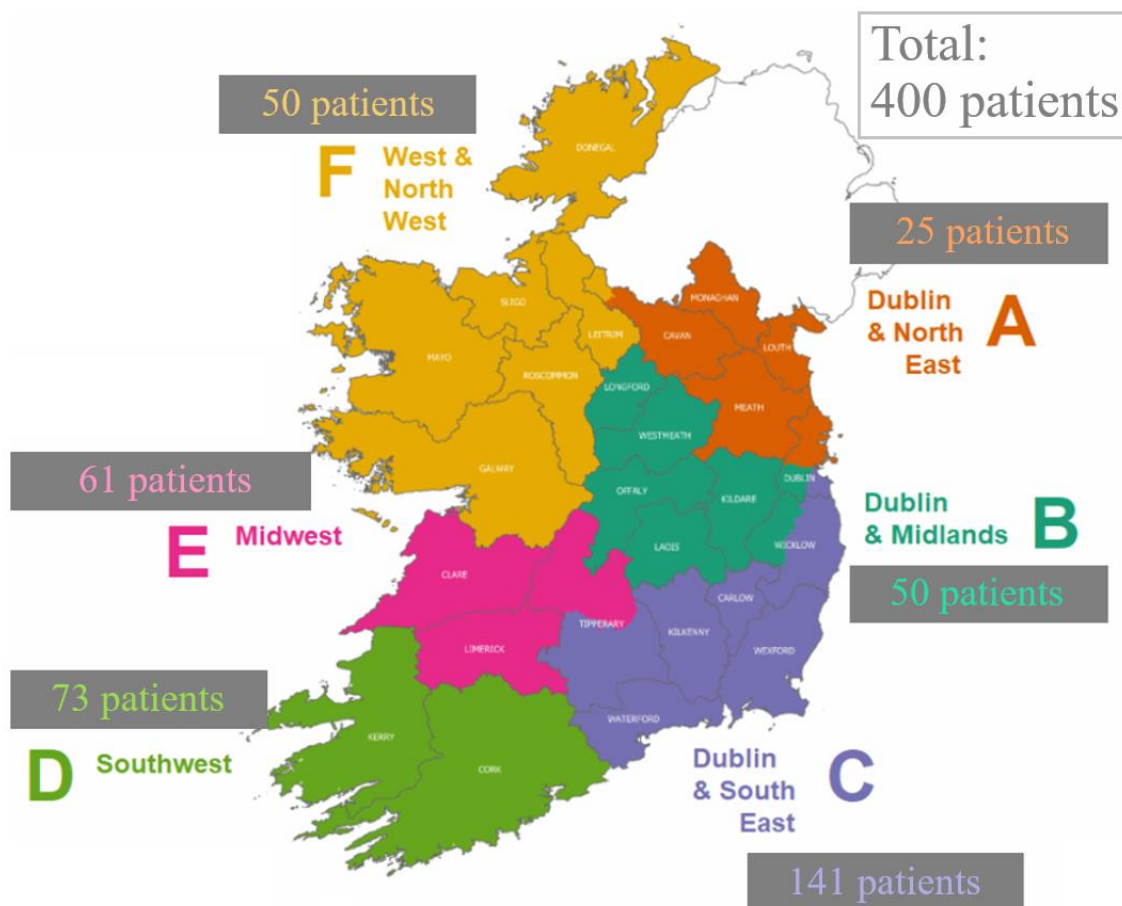 Total:
400 patients
50 patients
F
West &
North
West
DONEGAL
25 patients
Dublin
& North
East
A
MONAGHAN
SLIGO
CAVAN
LOUTH
LEITRIM
MAYO
ROSCOMMON
LONGFORD
MEATH
WESTMEATH
61 patients
GALWAY
OFFALY
KILDARE
DUBLIN
Dublin
& Midlands
B
E
Midwest
LAOIS
WICKLOW
CLARE
50 patients
CARLOW
TIPPERARY
KILKENNY
LIMERICK
WEXFORD
73 patients
WATERFORD
KERRY
D
Southwest
CORK
Dublin
& South
East
C
141 patients